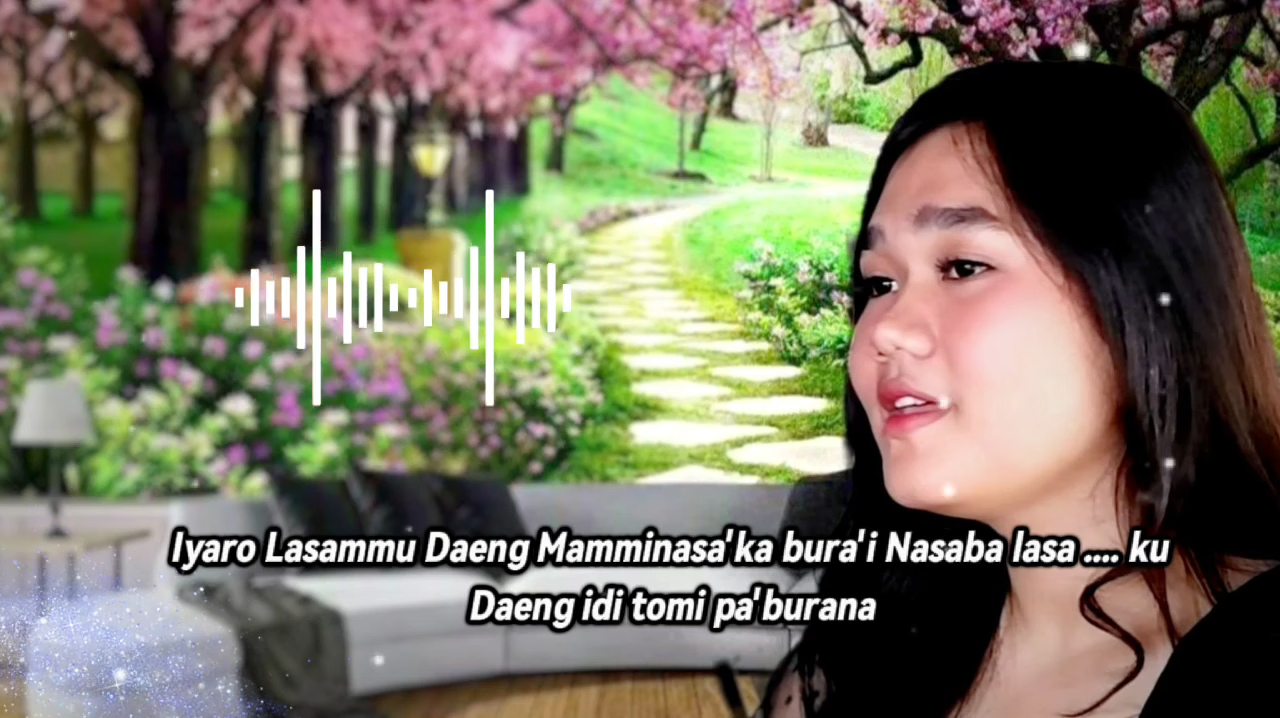 Iyaro Lasammu Daeng Mamminasa'ka bura'i Nasaba lasa .... ku
Daeng idi tomi pa'burana